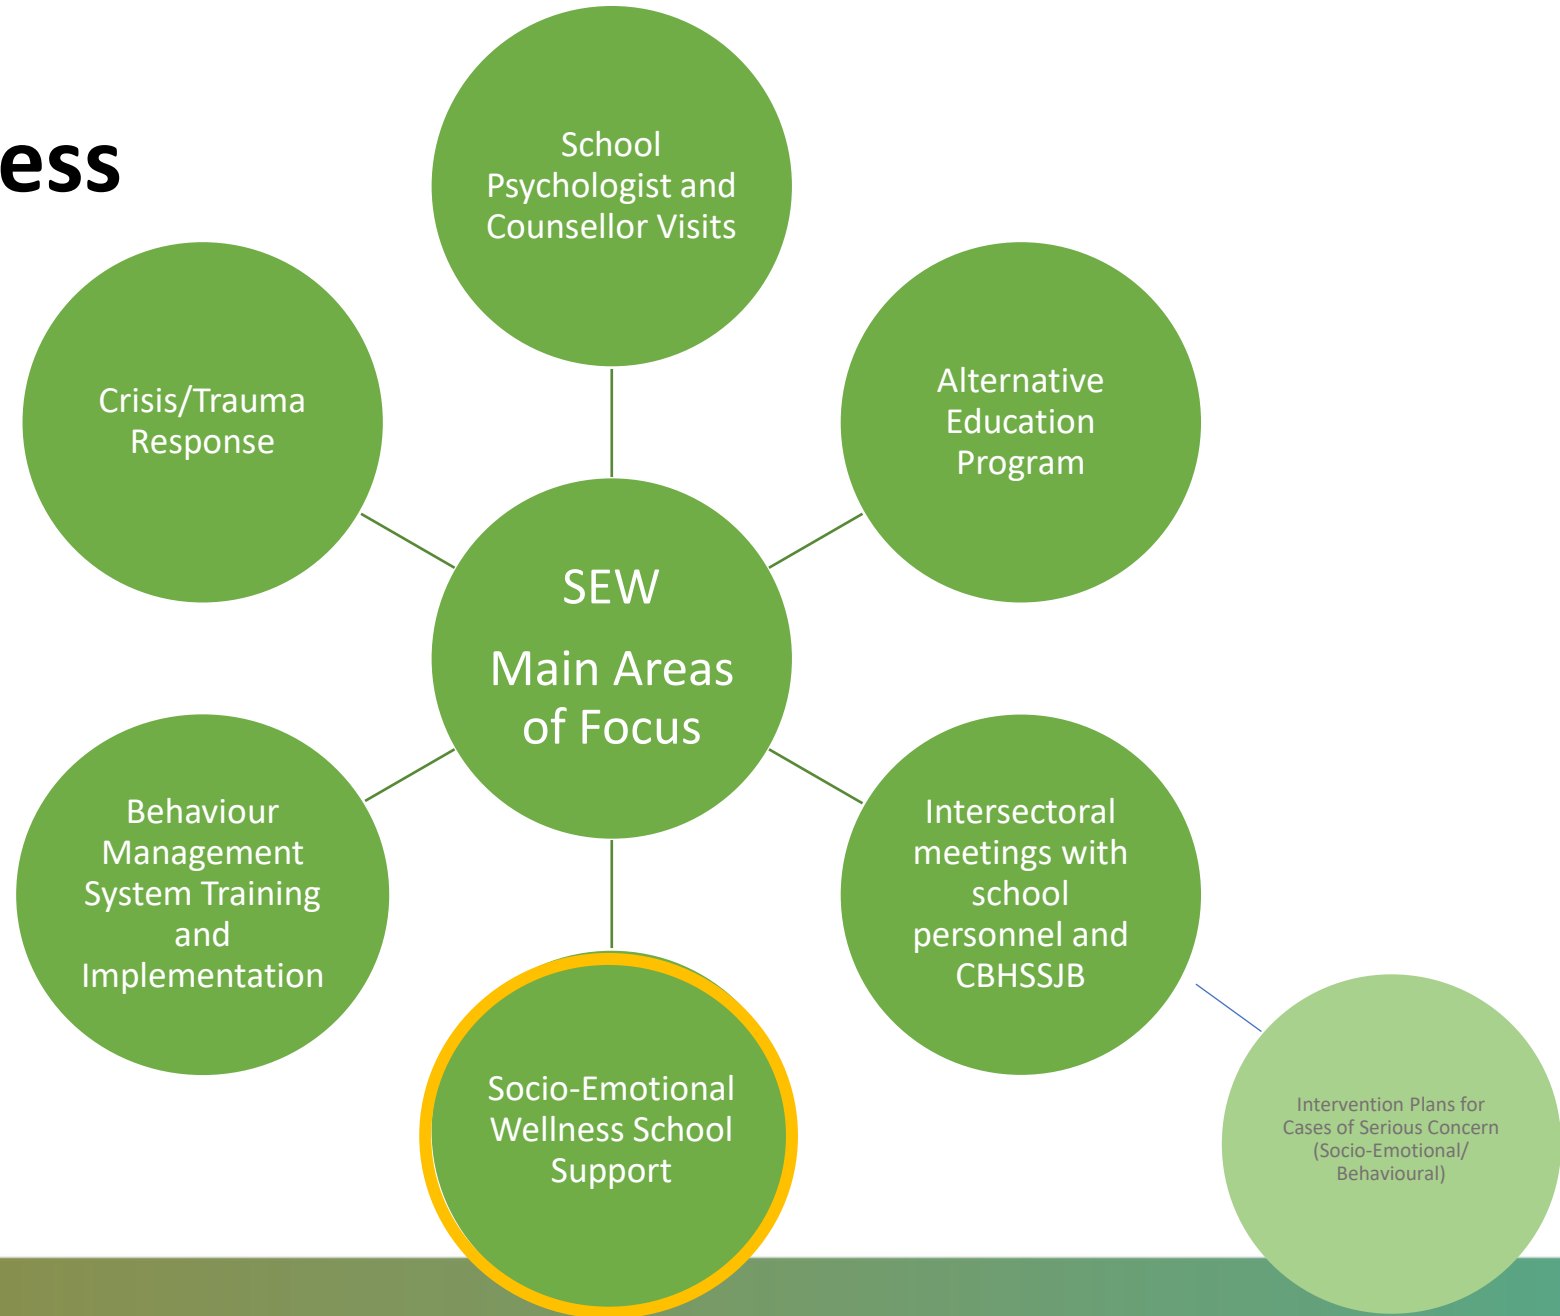 ess
School
Psychologist and
Counsellor Visits
Alternative
Education
Program
Crisis/Trauma
Response
SEW
Main Areas
of Focus
Intersectoral
meetings with
school
personnel and
CBHSSJB
Behaviour
Management
System Training
and
Implementation
Socio-Emotional
Wellness School
Support
Intervention Plans for
Cases of Serious Concern
(Socio-Emotional/
Behavioural)